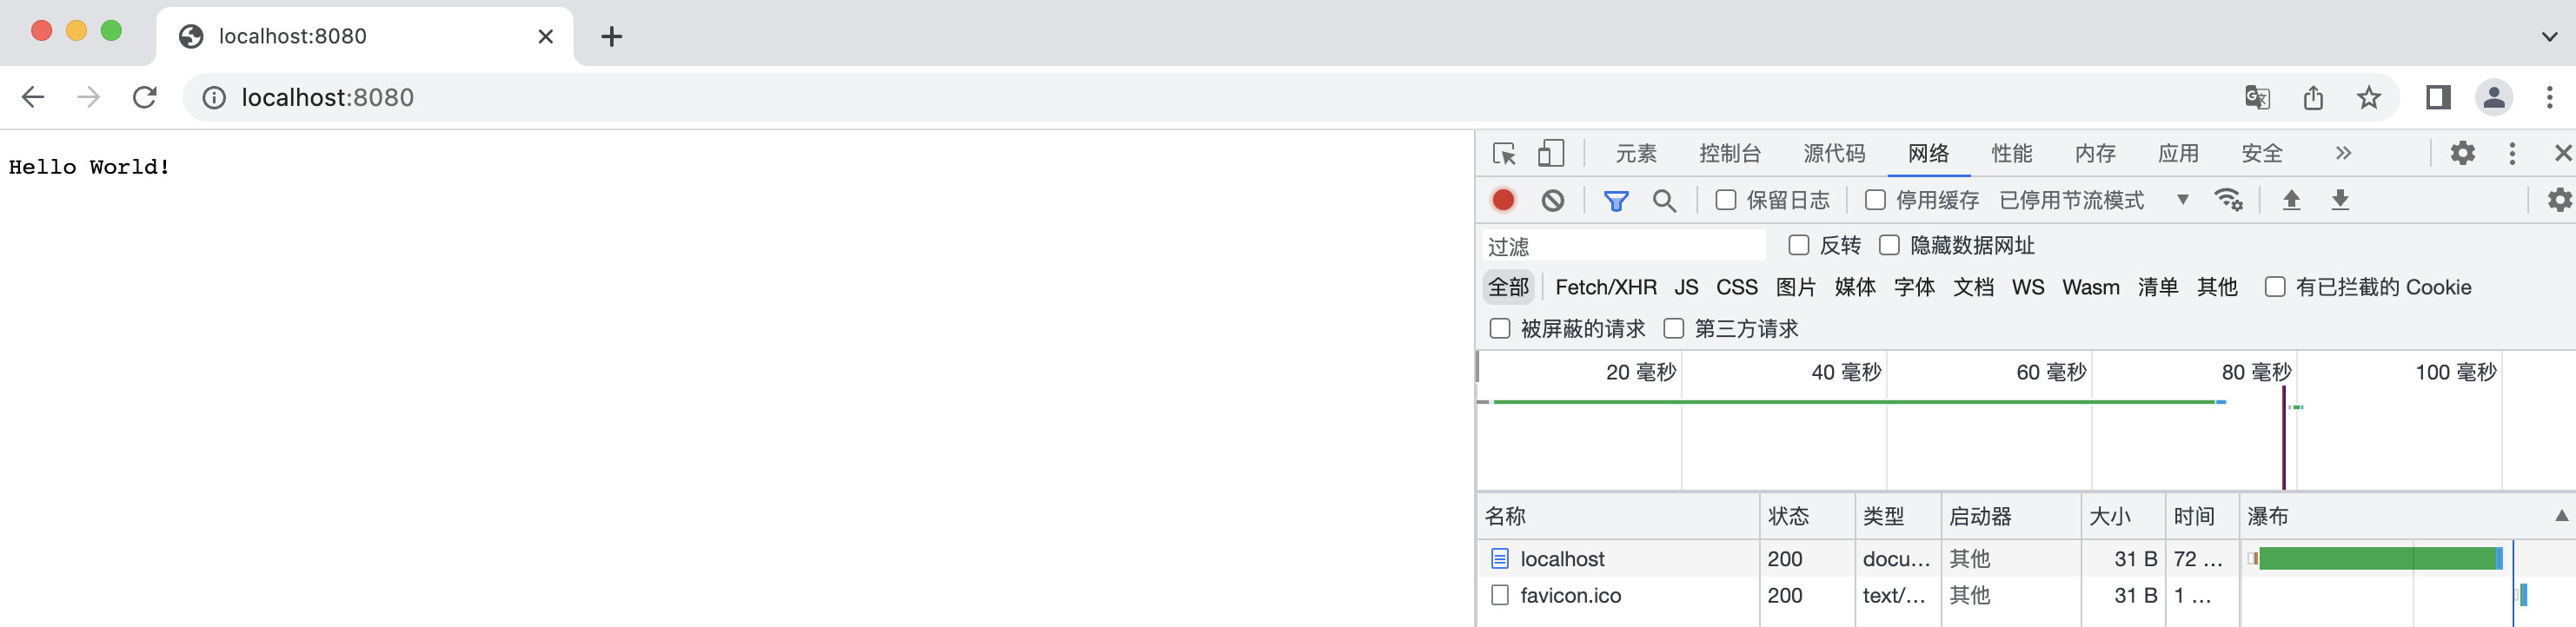 localhost:8080
localhost:8080
Hello World!
元素 控制台 源代码 网络 性能 内存 应用 安全
保留日志 停用缓存 已停用节流模式
过滤 反转 隐藏数据网址
全部 Fetch/XHR JS CSS 图片 媒体 字体 文档 WS Wasm 清单 其他 有已拦截的 Cookie
被屏蔽的请求 第三方请求
20 毫秒 40 毫秒 60 毫秒 80 毫秒 100 毫秒
名称 状态 类型 启动器 大小 时间 瀑布
localhost 200 docu... 其他 31 B 72 ...
favicon.ico 200 text/... 其他 31 B 1 ...